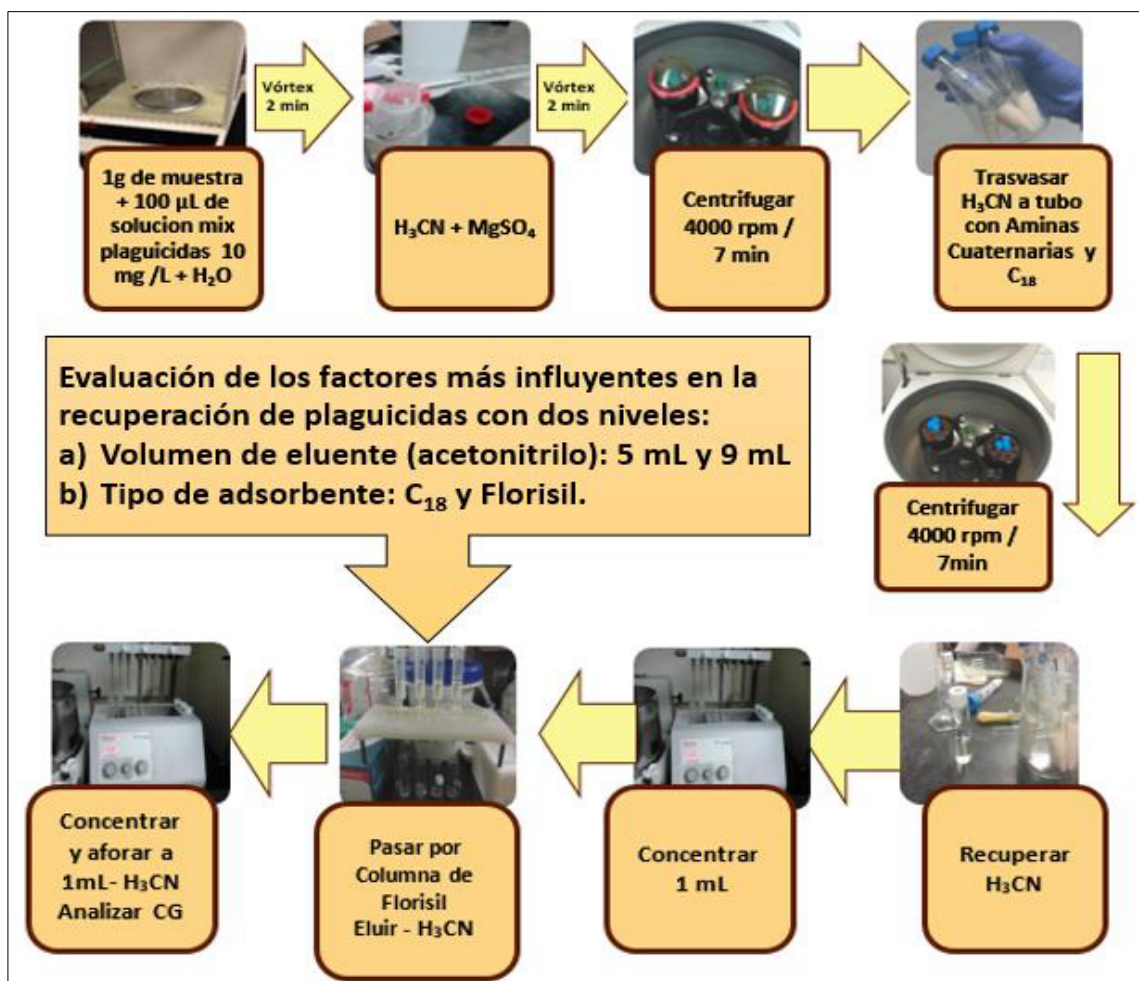 Vórtex
2 min
Vórtex
2 min
1g de muestra
+ 100 µL de
solucion mix
plaguicidas 10
mg /L + H₂O
H₃CN + MgSO₄
Centrifugar
4000 rpm /
7 min
Trasvasar
H₃CN a tubo
con Aminas
Cuaternarias y
C₁₈
Evaluación de los factores más influyentes en la
recuperación de plaguicidas con dos niveles:
a) Volumen de eluente (acetonitrilo): 5 mL y 9 mL
b) Tipo de adsorbente: C₁₈ y Florisil.
Centrifugar
4000 rpm /
7min
Recuperar
H₃CN
Concentrar
1 mL
Pasar por
Columna de
Florisil
Eluir - H₃CN
Concentrar
y aforar a
1mL- H₃CN
Analizar CG